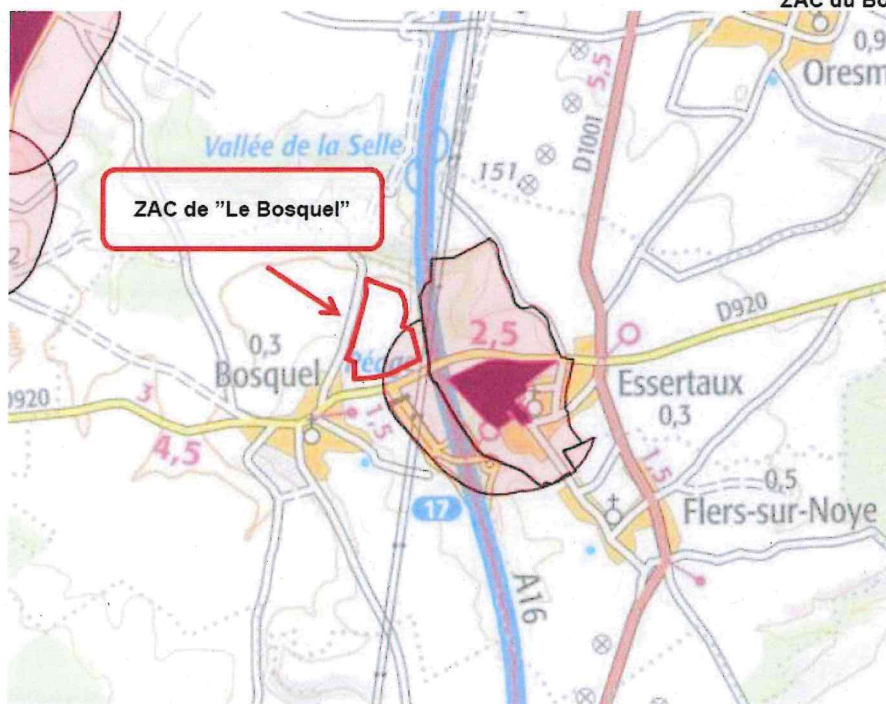 ZAC du Bo
0,9
Oresm
5,5
D1001
Vallée de la Selle
151
ZAC de ”Le Bosquel”
2
D920
0,3
2,5
Bosquel
Essertaux
0,3
D920
3
1,5
4,5
1,5
0,5
Flers-sur-Noye
17
A16